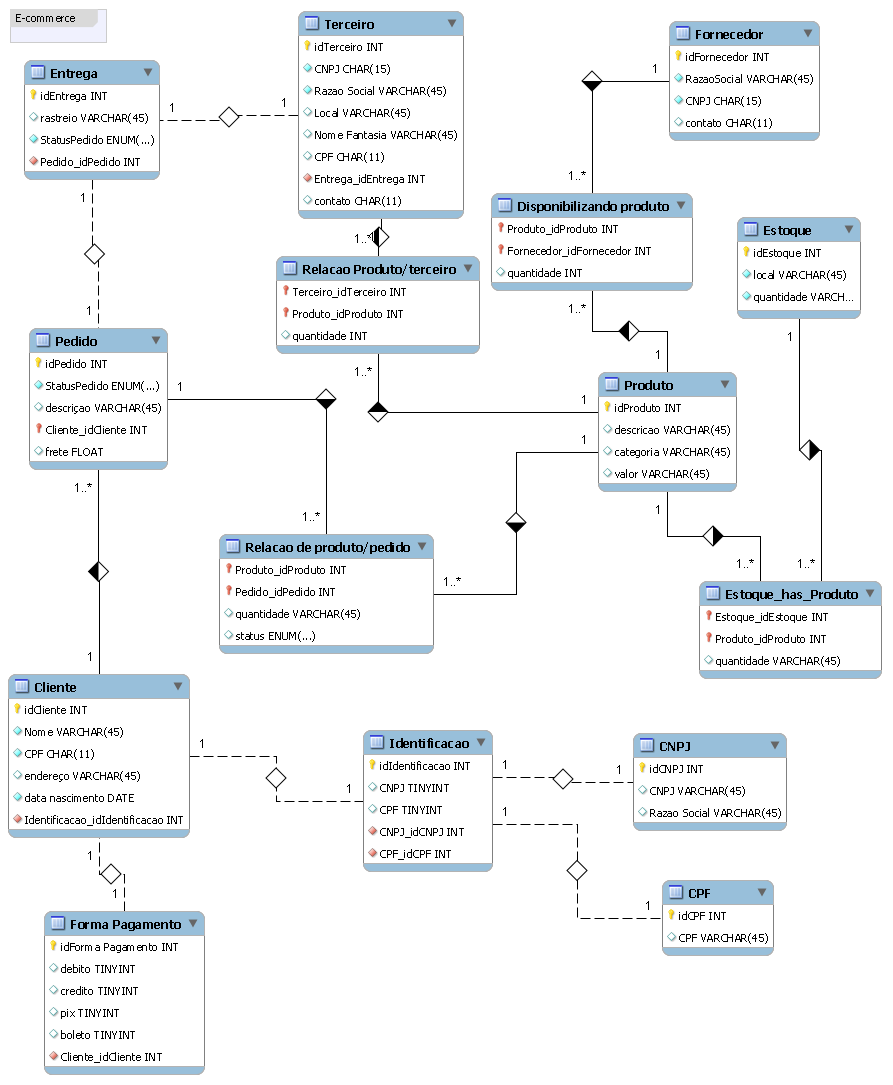 E-commerce
Terceiro
idTerceiro INT
CNPJ CHAR(15)
Razao Social VARCHAR(45)
Local VARCHAR(45)
Nome Fantasia VARCHAR(45)
CPF CHAR(11)
Entrega_idEntrega INT
contato CHAR(11)
Fornecedor
idFornecedor INT
RazaoSocial VARCHAR(45)
CNPJ CHAR(15)
contato CHAR(11)
Entrega
idEntrega INT
rastreio VARCHAR(45)
StatusPedido ENUM(...)
Pedido_idPedido INT
1
1
1
1..*
1
1
1..*
Disponibilizando produto
Produto_idProduto INT
Fornecedor_idFornecedor INT
quantidade INT
Estoque
idEstoque INT
local VARCHAR(45)
quantidade VARCH...
Relacao Produto/terceiro
Terceiro_idTerceiro INT
Produto_idProduto INT
quantidade INT
1
1..*
1
1
1..*
Pedido
idPedido INT
StatusPedido ENUM(...)
descriçao VARCHAR(45)
Cliente_idCliente INT
frete FLOAT
Produto
idProduto INT
descricao VARCHAR(45)
categoria VARCHAR(45)
valor VARCHAR(45)
1
1
1
1..*
1
1..*
1..*
1..*
1..*
Relacao de produto/pedido
Produto_idProduto INT
Pedido_idPedido INT
quantidade VARCHAR(45)
status ENUM(...)
Estoque_has_Produto
Estoque_idEstoque INT
Produto_idProduto INT
quantidade VARCHAR(45)
1
Cliente
idCliente INT
Nome VARCHAR(45)
CPF CHAR(11)
endereço VARCHAR(45)
data nascimento DATE
Identificacao_idIdentificacao INT
1
1
Identificacao
idIdentificacao INT
CNPJ TINYINT
CPF TINYINT
CNPJ_idCNPJ INT
CPF_idCPF INT
1
1
CNPJ
idCNPJ INT
CNPJ VARCHAR(45)
Razao Social VARCHAR(45)
1
1
CPF
idCPF INT
CPF VARCHAR(45)
1
1
Forma Pagamento
idForma Pagamento INT
debito TINYINT
credito TINYINT
pix TINYINT
boleto TINYINT
Cliente_idCliente INT